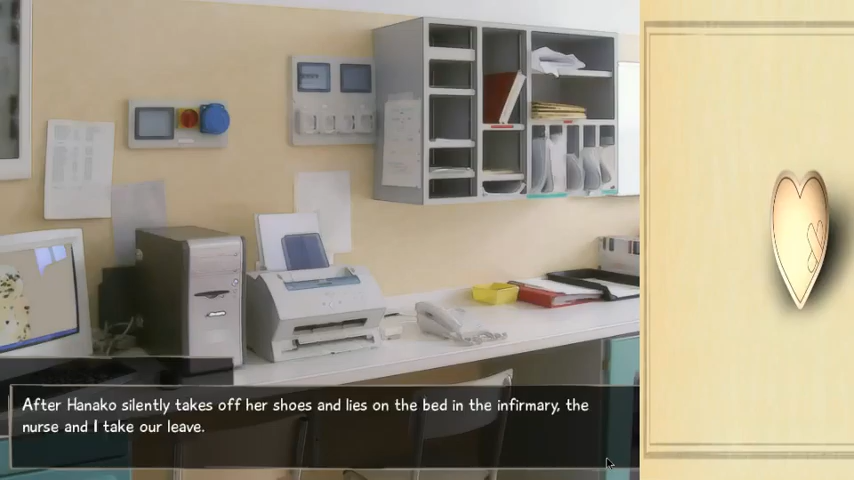 After Hanako silently takes off her shoes and lies on the bed in the infirmary, the
nurse and I take our leave.